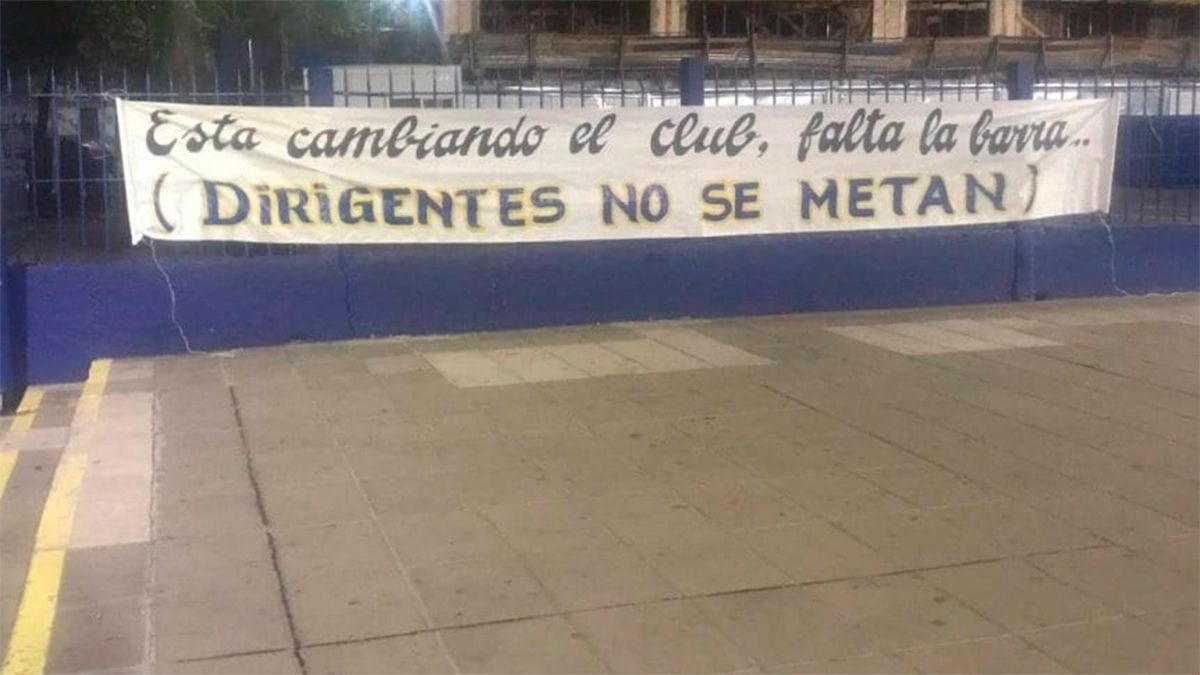 Esta cambiando el club, falta la barra..
(DIRIGENTES NO SE METAN)